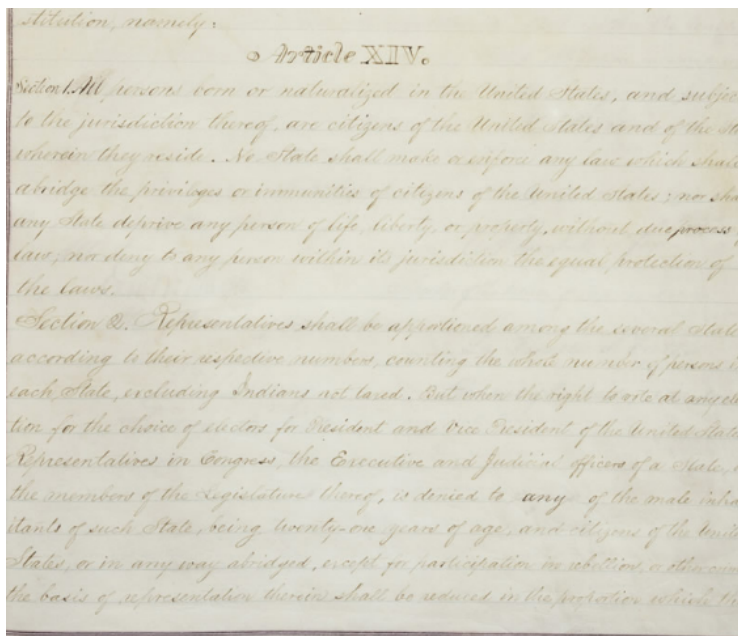 stitution, namely:
Article XIV.
Section 1. All persons born or naturalized in the United States, and subjec
to the jurisdiction thereof, are citizens of the United States and of the Sta
wherein they reside. No State shall make or enforce any law which shall
abridge the privileges or immunities of citizens of the United States; nor sha
any State deprive any person of life, liberty, or property, without due process
law; nor deny to any person within its jurisdiction the equal protection of
the laws.
Section 2. Representatives shall be apportioned among the several State
according to their respective numbers, counting the whole number of persons i
each State, excluding Indians not taxed. But when the right to vote at any elec
tion for the choice of electors for President and Vice President of the United State
Representatives in Congress, the Executive and Judicial officers of a State,
the members of the Legislature thereof, is denied to any of the male inhab
itants of such State, being twenty-one years of age, and citizens of the Unite
States, or in any way abridged, except for participation in rebellion, or other crim
the basis of representation therein shall be reduced in the proportion which th